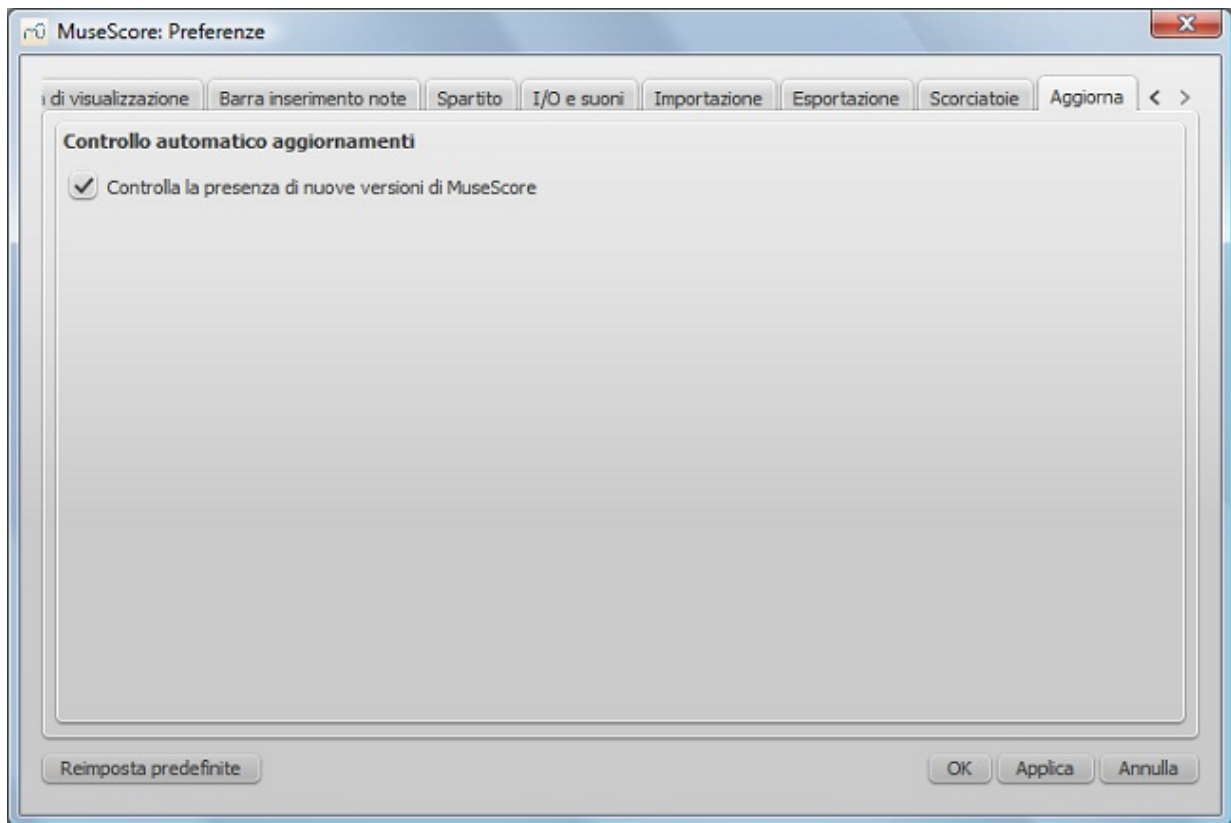 MuseScore: Preferenze
di visualizzazione Barra inserimento note Spartito I/O e suoni Importazione Esportazione Scorciatoie Aggiorna < >
Controllo automatico aggiornamenti
Controlla la presenza di nuove versioni di MuseScore
Reimposta predefinite OK Applica Annulla